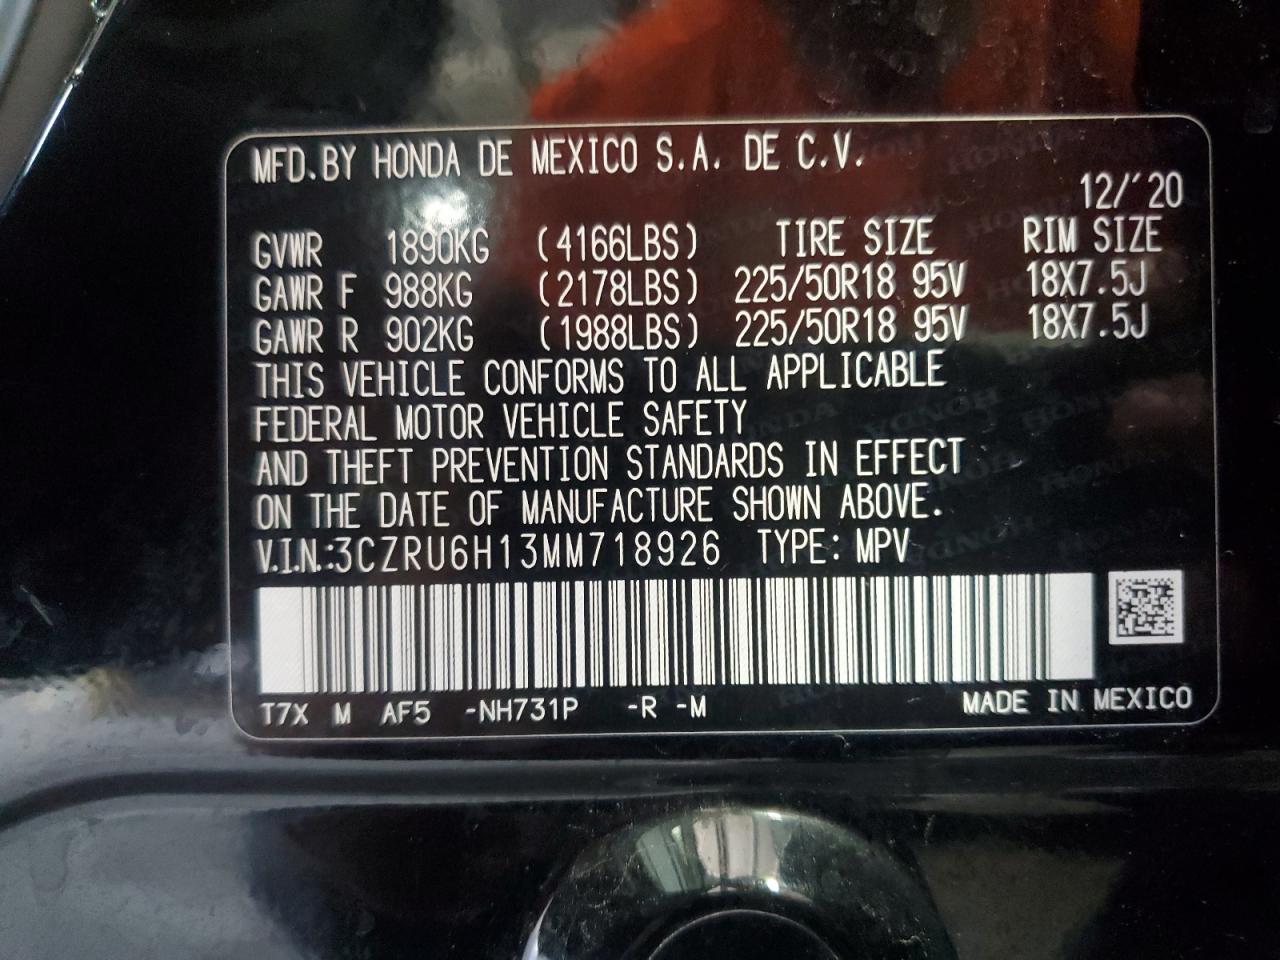 MFD.BY HONDA DE MEXICO S.A. DE C.V.
12/'20
GVWR 1890KG (4166LBS) TIRE SIZE RIM SIZE
GAWR F 988KG (2178LBS) 225/50R18 95V 18X7.5J
GAWR R 902KG (1988LBS) 225/50R18 95V 18X7.5J
THIS VEHICLE CONFORMS TO ALL APPLICABLE
FEDERAL MOTOR VEHICLE SAFETY
AND THEFT PREVENTION STANDARDS IN EFFECT
ON THE DATE OF MANUFACTURE SHOWN ABOVE.
V.I.N.:3CZRU6H13MM718926 TYPE: MPV
T7X M AF5 -NH731P -R -M MADE IN MEXICO